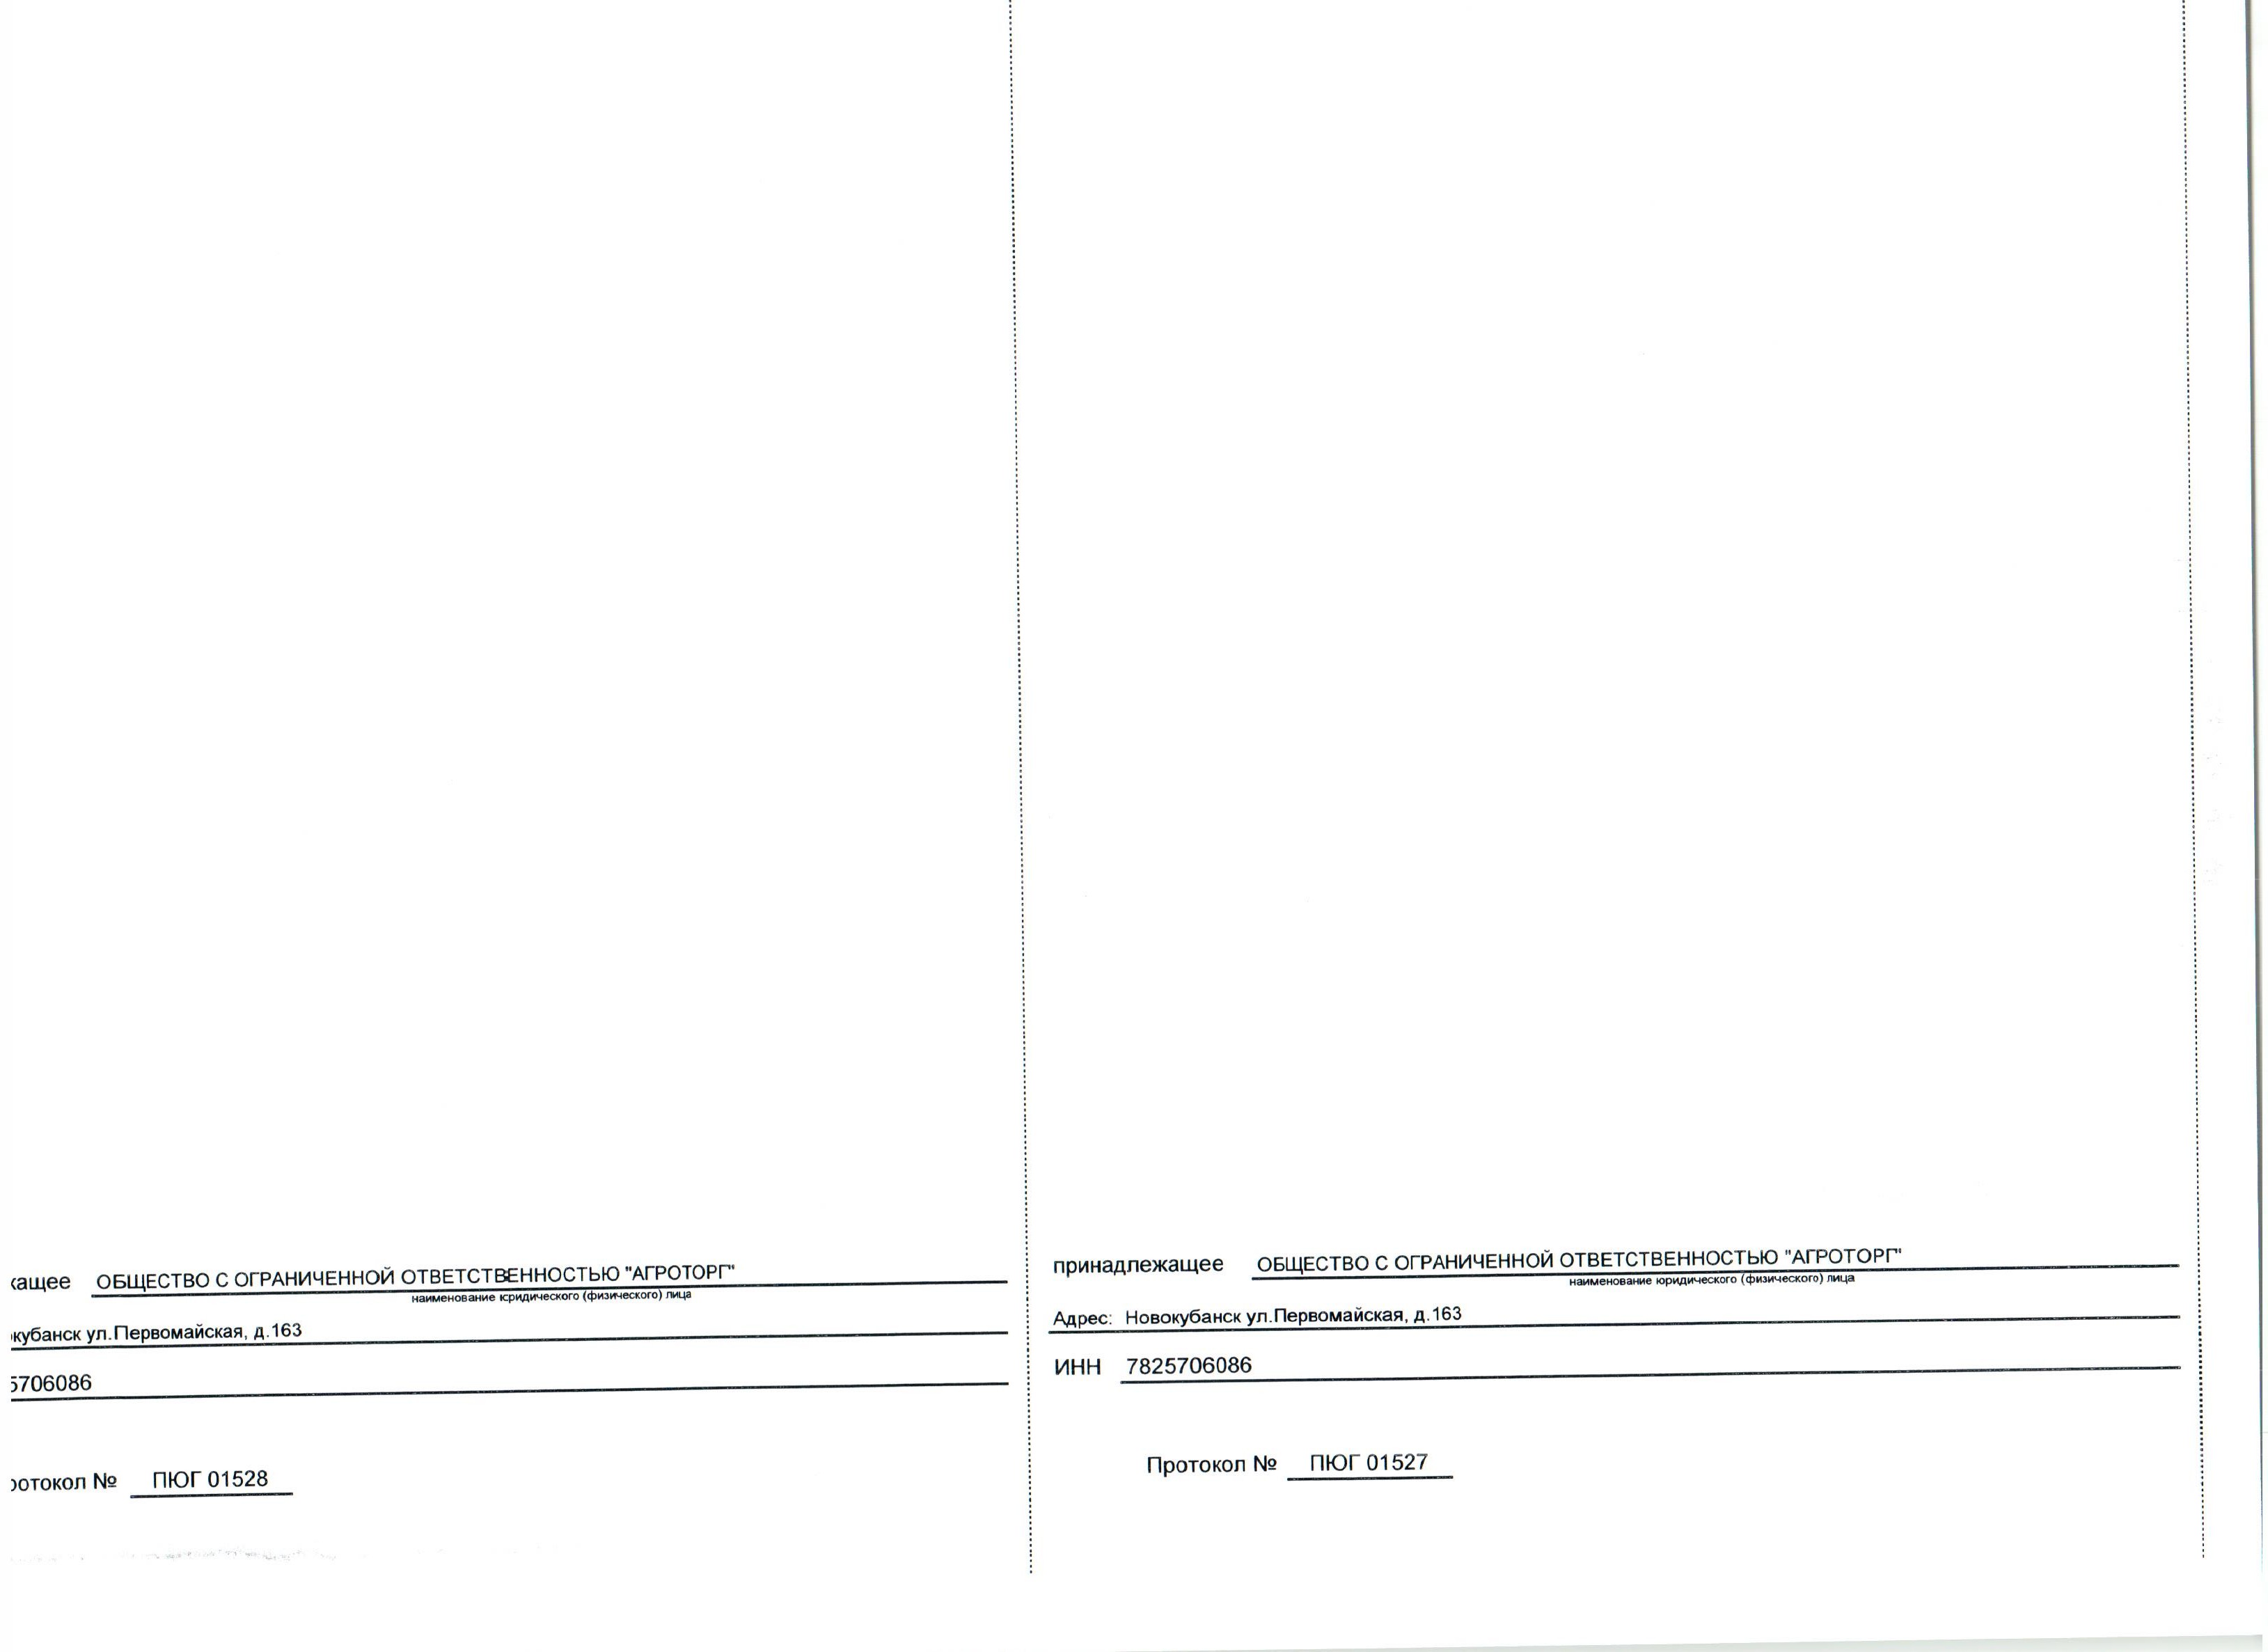 кащее ОБЩЕСТВО С ОГРАНИЧЕННОЙ ОТВЕТСТВЕННОСТЬЮ "АГРОТОРГ"
наименование юридического (физического) лица
кубанск ул.Первомайская, д.163
5706086
ротокол № ПЮГ 01528
принадлежащее ОБЩЕСТВО С ОГРАНИЧЕННОЙ ОТВЕТСТВЕННОСТЬЮ "АГРОТОРГ"
наименование юридического (физического) лица
Адрес: Новокубанск ул.Первомайская, д.163
ИНН 7825706086
Протокол № ПЮГ 01527